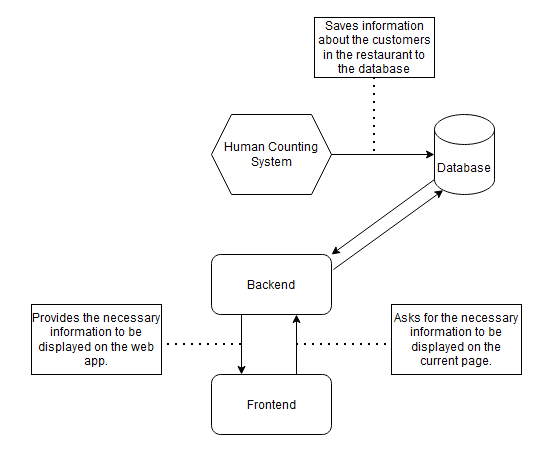 Saves information
about the customers
in the restaurant to
the database
Human Counting
System
Database
Backend
Provides the necessary
information to be
displayed on the web
app.
Asks for the necessary
information to be
displayed on the
current page.
Frontend